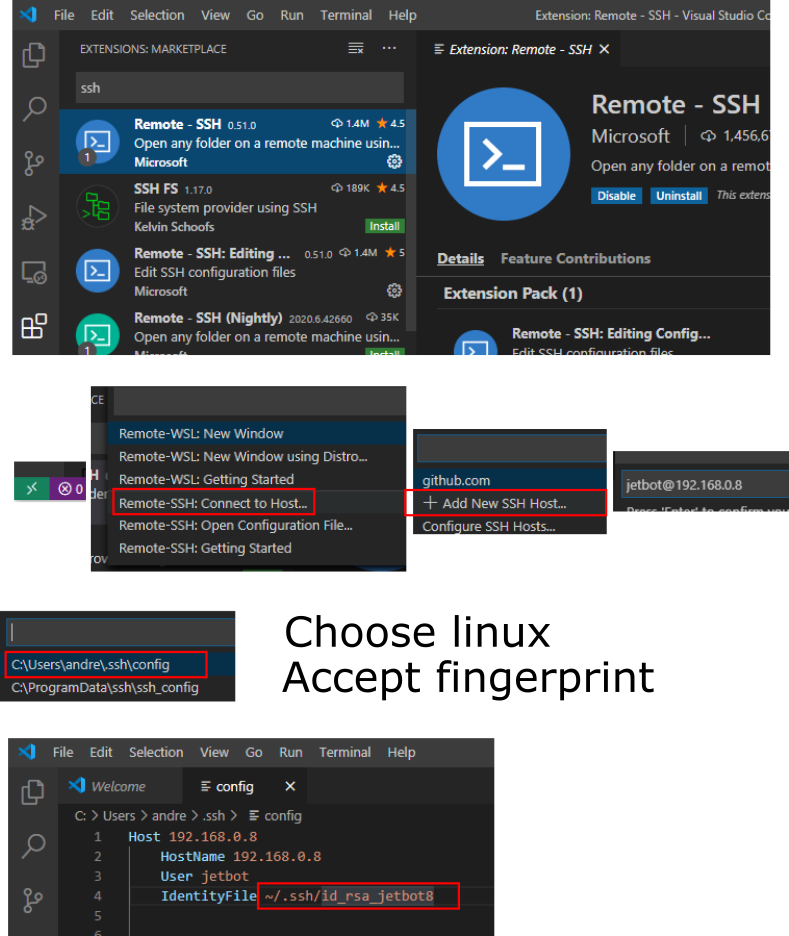 File Edit Selection View Go Run Terminal Help Extension: Remote - SSH - Visual Studio Co
EXTENSIONS: MARKETPLACE
ssh
Remote - SSH 0.51.0 1.4M 4.5
Open any folder on a remote machine usin...
Microsoft
1
SSH FS 1.17.0 189K 4.5
File system provider using SSH
Kelvin Schoofs Install
Remote - SSH: Editing ... 0.51.0 1.4M 5
Edit SSH configuration files
Microsoft
Remote - SSH (Nightly) 2020.6.42660 35K
Open any folder on a remote machine usin...
1 Microsoft Install
Extension: Remote - SSH
Remote - SSH
Microsoft 1,456,67
Open any folder on a remot
Disable Uninstall This extens
Details Feature Contributions
Extension Pack (1)
Remote - SSH: Editing Config...
Edit SSH configuration files
0
CE
Remote-WSL: New Window
Remote-WSL: New Window using Distro...
Remote-WSL: Getting Started
Remote-SSH: Connect to Host...
Remote-SSH: Open Configuration File...
Remote-SSH: Getting Started
H
der
rov
github.com
+ Add New SSH Host...
Configure SSH Hosts...
jetbot@192.168.0.8
Press 'Enter' to confirm you
C:\Users\andre\.ssh\config
C:\ProgramData\ssh\ssh_config
Choose linux
Accept fingerprint
File Edit Selection View Go Run Terminal Help
Welcome config
C: > Users > andre > .ssh > config
1 Host 192.168.0.8
2 HostName 192.168.0.8
3 User jetbot
4 IdentityFile ~/.ssh/id_rsa_jetbot8
5
6